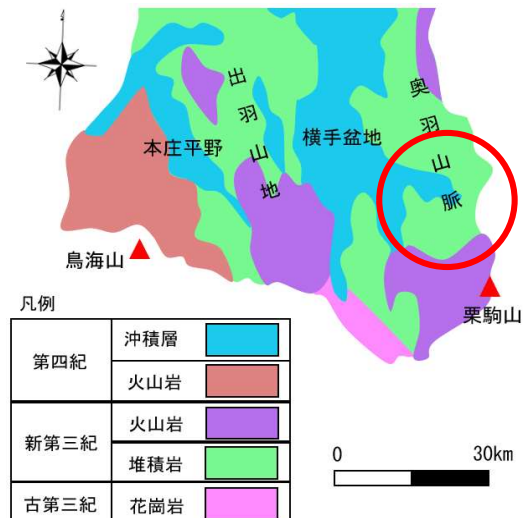 出羽山地
奥羽山脈
本庄平野
横手盆地
鳥海山
栗駒山
凡例
第四紀
沖積層
火山岩
新第三紀
火山岩
堆積岩
古第三紀
花崗岩
0 30km